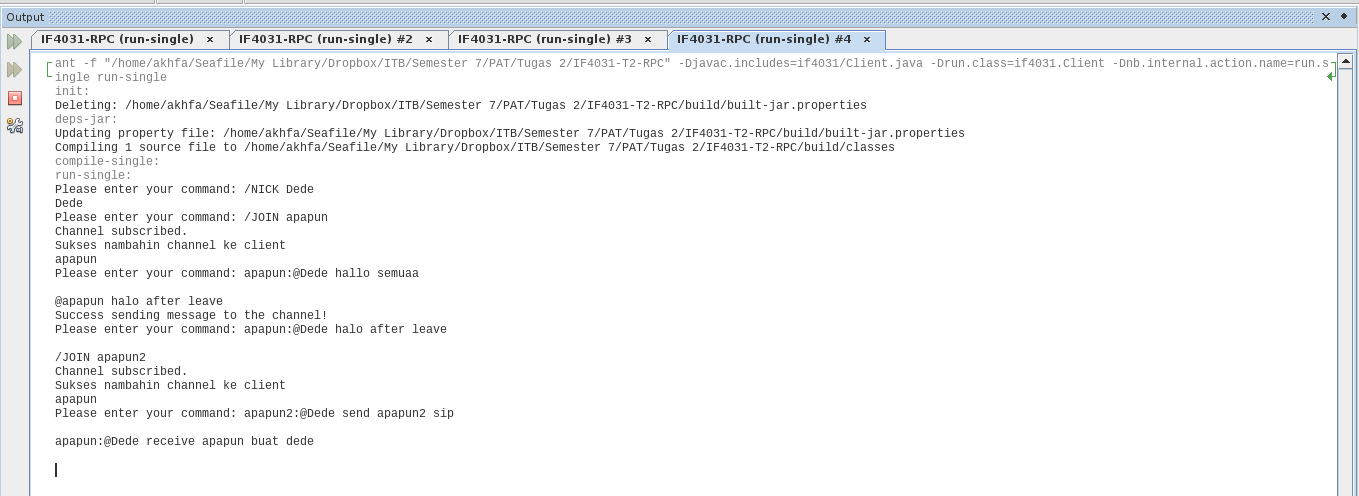 Output
IF4031-RPC (run-single) × IF4031-RPC (run-single) #2 × IF4031-RPC (run-single) #3 × IF4031-RPC (run-single) #4 ×
ant -f "/home/akhfa/Seafile/My Library/Dropbox/ITB/Semester 7/PAT/Tugas 2/IF4031-T2-RPC" -Djavac.includes=if4031/Client.java -Drun.class=if4031.Client -Dnb.internal.action.name=run.s
ingle run-single
init:
Deleting: /home/akhfa/Seafile/My Library/Dropbox/ITB/Semester 7/PAT/Tugas 2/IF4031-T2-RPC/build/built-jar.properties
deps-jar:
Updating property file: /home/akhfa/Seafile/My Library/Dropbox/ITB/Semester 7/PAT/Tugas 2/IF4031-T2-RPC/build/built-jar.properties
Compiling 1 source file to /home/akhfa/Seafile/My Library/Dropbox/ITB/Semester 7/PAT/Tugas 2/IF4031-T2-RPC/build/classes
compile-single:
run-single:
Please enter your command: /NICK Dede
Dede
Please enter your command: /JOIN apapun
Channel subscribed.
Sukses nambahin channel ke client
apapun
Please enter your command: apapun:@Dede hallo semuaa
@apapun halo after leave
Success sending message to the channel!
Please enter your command: apapun:@Dede halo after leave
/JOIN apapun2
Channel subscribed.
Sukses nambahin channel ke client
apapun
Please enter your command: apapun2:@Dede send apapun2 sip
apapun:@Dede receive apapun buat dede